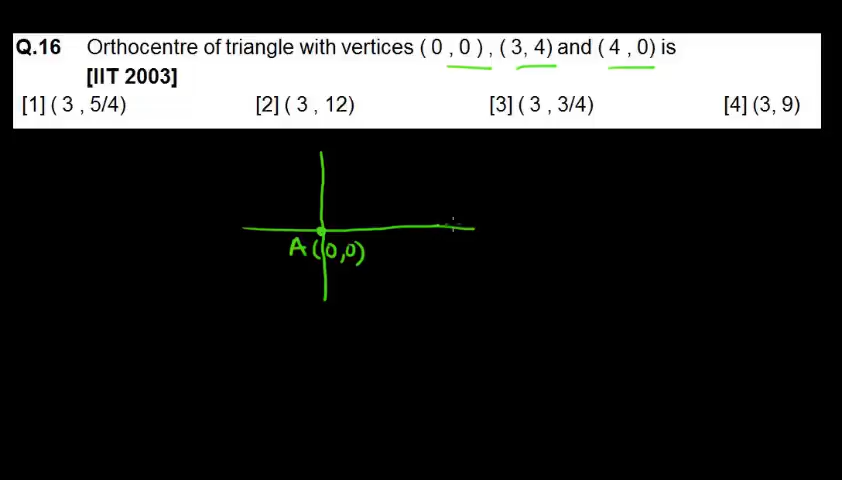 Q.16 Orthocentre of triangle with vertices ( 0 , 0 ) , ( 3, 4) and ( 4 , 0) is
[IIT 2003]
[1] ( 3 , 5/4) [2] ( 3 , 12) [3] ( 3 , 3/4) [4] (3, 9)
A (0,0)